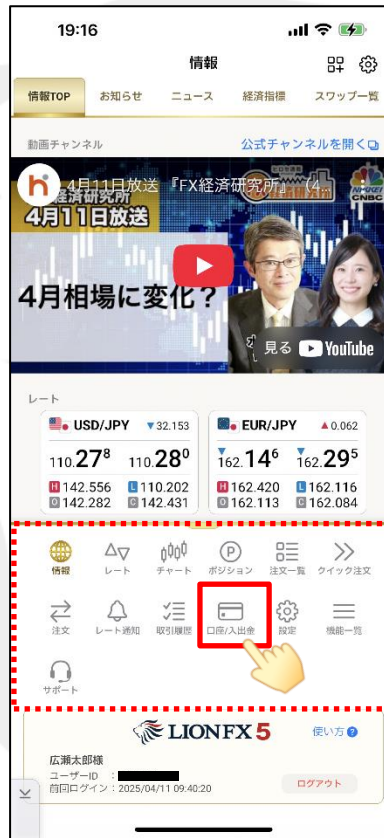 19:16
情報
情報TOP お知らせ ニュース 経済指標 スワップ一覧
動画チャンネル 公式チャンネルを開く
4月11日放送 『FX経済研究所』 (4
経済研究所
NIKKEI
CNBC
4月11日放送
4月相場に変化?
見る YouTube
レート
USD/JPY ▼32.153
110.27⁸ 110.28⁰
H 142.556 L 110.202
O 142.282 C 142.431
EUR/JPY ▲0.062
162.14⁶ 162.29⁵
H 162.420 L 162.116
O 162.113 C 162.084
情報 レート チャート ポジション 注文一覧 クイック注文
注文 レート通知 取引履歴 口座/入出金 設定 機能一覧
サポート
LION FX 5 使い方 ?
広瀬太郎様
ユーザーID :
前回ログイン : 2025/04/11 09:40:20
ログアウト